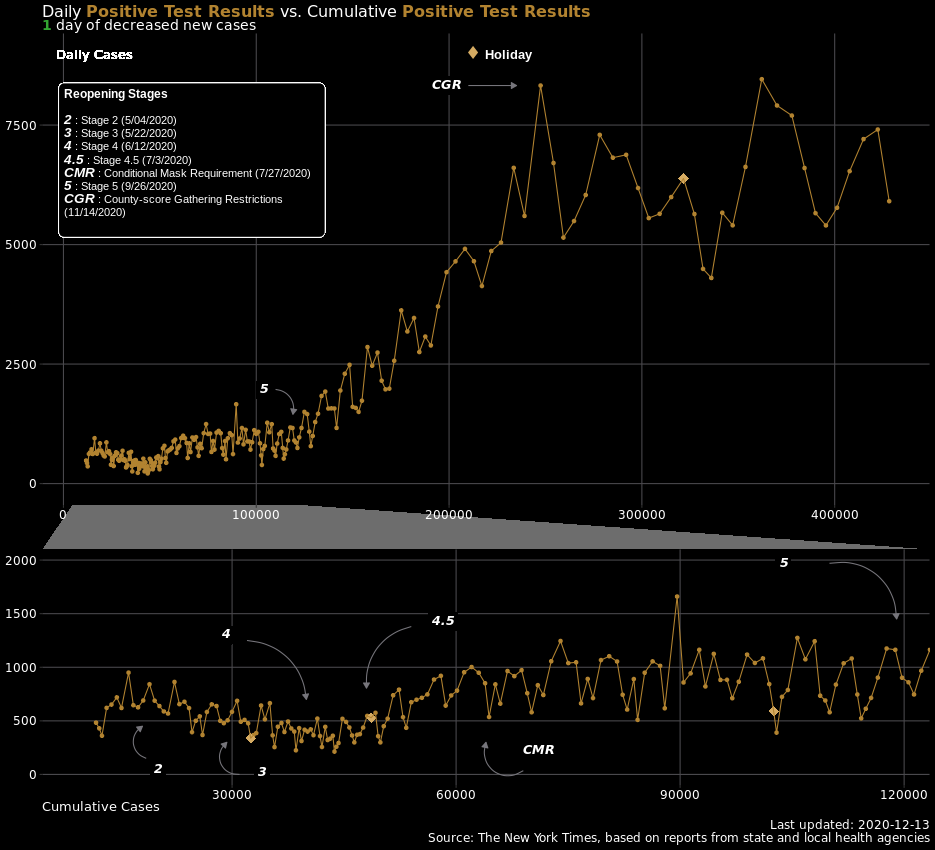 Daily Positive Test Results vs. Cumulative Positive Test Results
1 day of decreased new cases
Daily Cases
Holiday
CGR
Reopening Stages
2 : Stage 2 (5/04/2020)
3 : Stage 3 (5/22/2020)
4 : Stage 4 (6/12/2020)
4.5 : Stage 4.5 (7/3/2020)
CMR : Conditional Mask Requirement (7/27/2020)
5 : Stage 5 (9/26/2020)
CGR : County-score Gathering Restrictions
(11/14/2020)
7500
5000
2500
0
5
0
100000
200000
300000
400000
2000
1500
1000
500
0
5
4
4.5
2
3
CMR
30000
60000
90000
120000
Cumulative Cases
Last updated: 2020-12-13
Source: The New York Times, based on reports from state and local health agencies